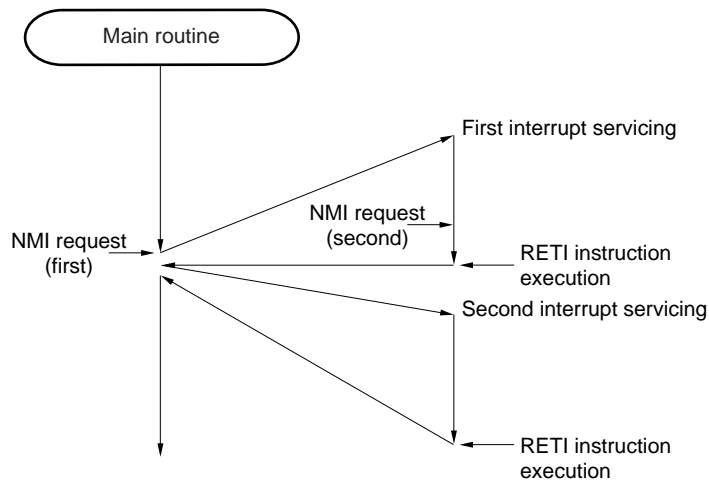 Main routine
First interrupt servicing
NMI request
(second)
NMI request
(first)
RETI instruction
execution
Second interrupt servicing
RETI instruction
execution